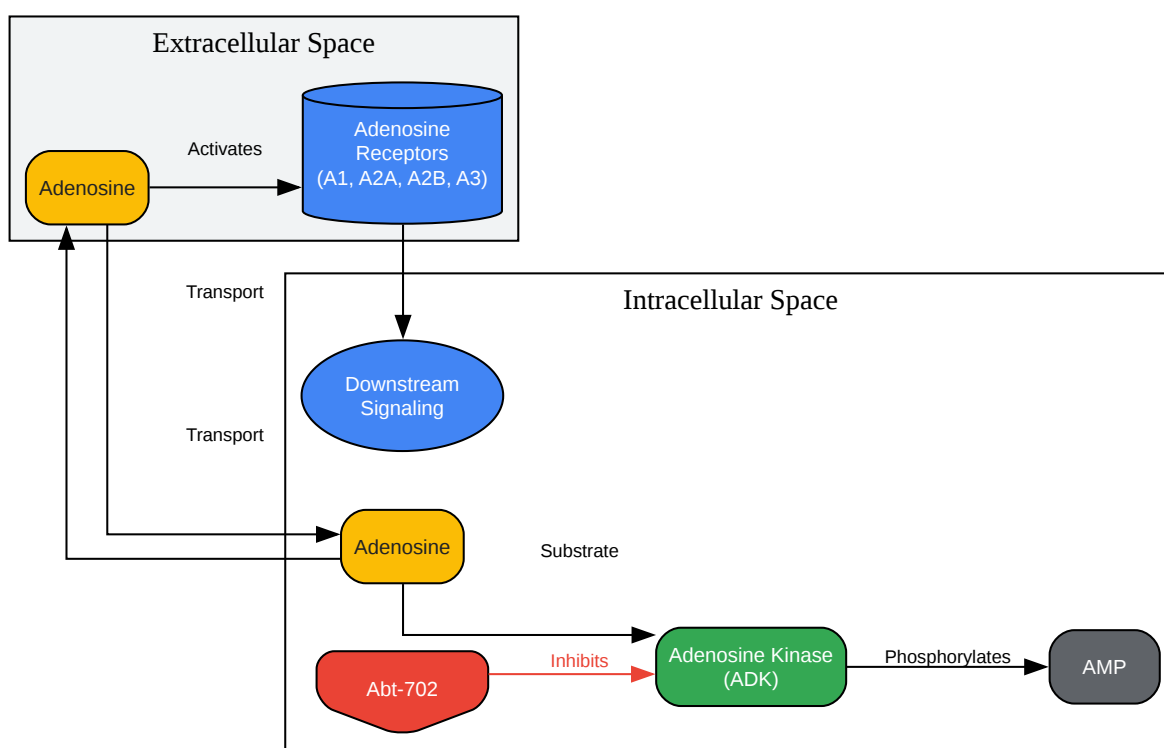 Extracellular Space
Adenosine
Receptors
(A1, A2A, A2B, A3)
Activates
Adenosine
Transport
Intracellular Space
Downstream
Signaling
Transport
Adenosine
Substrate
Abt-702
Inhibits
Adenosine Kinase
(ADK)
Phosphorylates
AMP